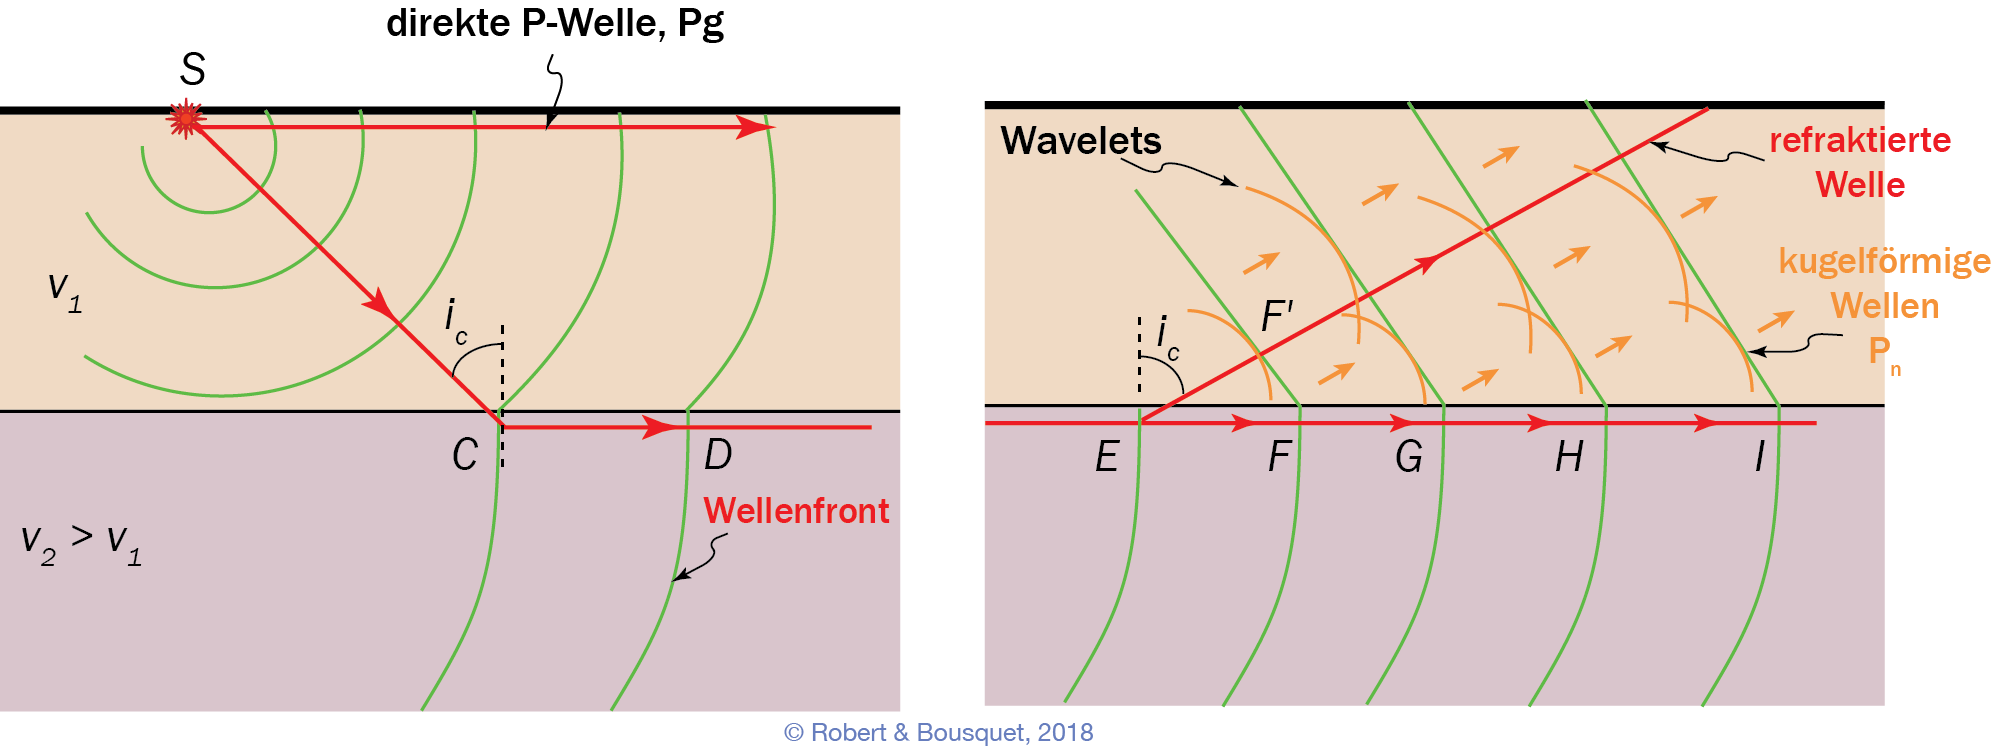 direkte P-Welle, Pg
S
v1
ic
C
D
Wellenfront
v2 > v1
Wavelets
refraktierte
Welle
kugelförmige
Wellen
Pn
F'
ic
E
F
G
H
I
© Robert & Bousquet, 2018